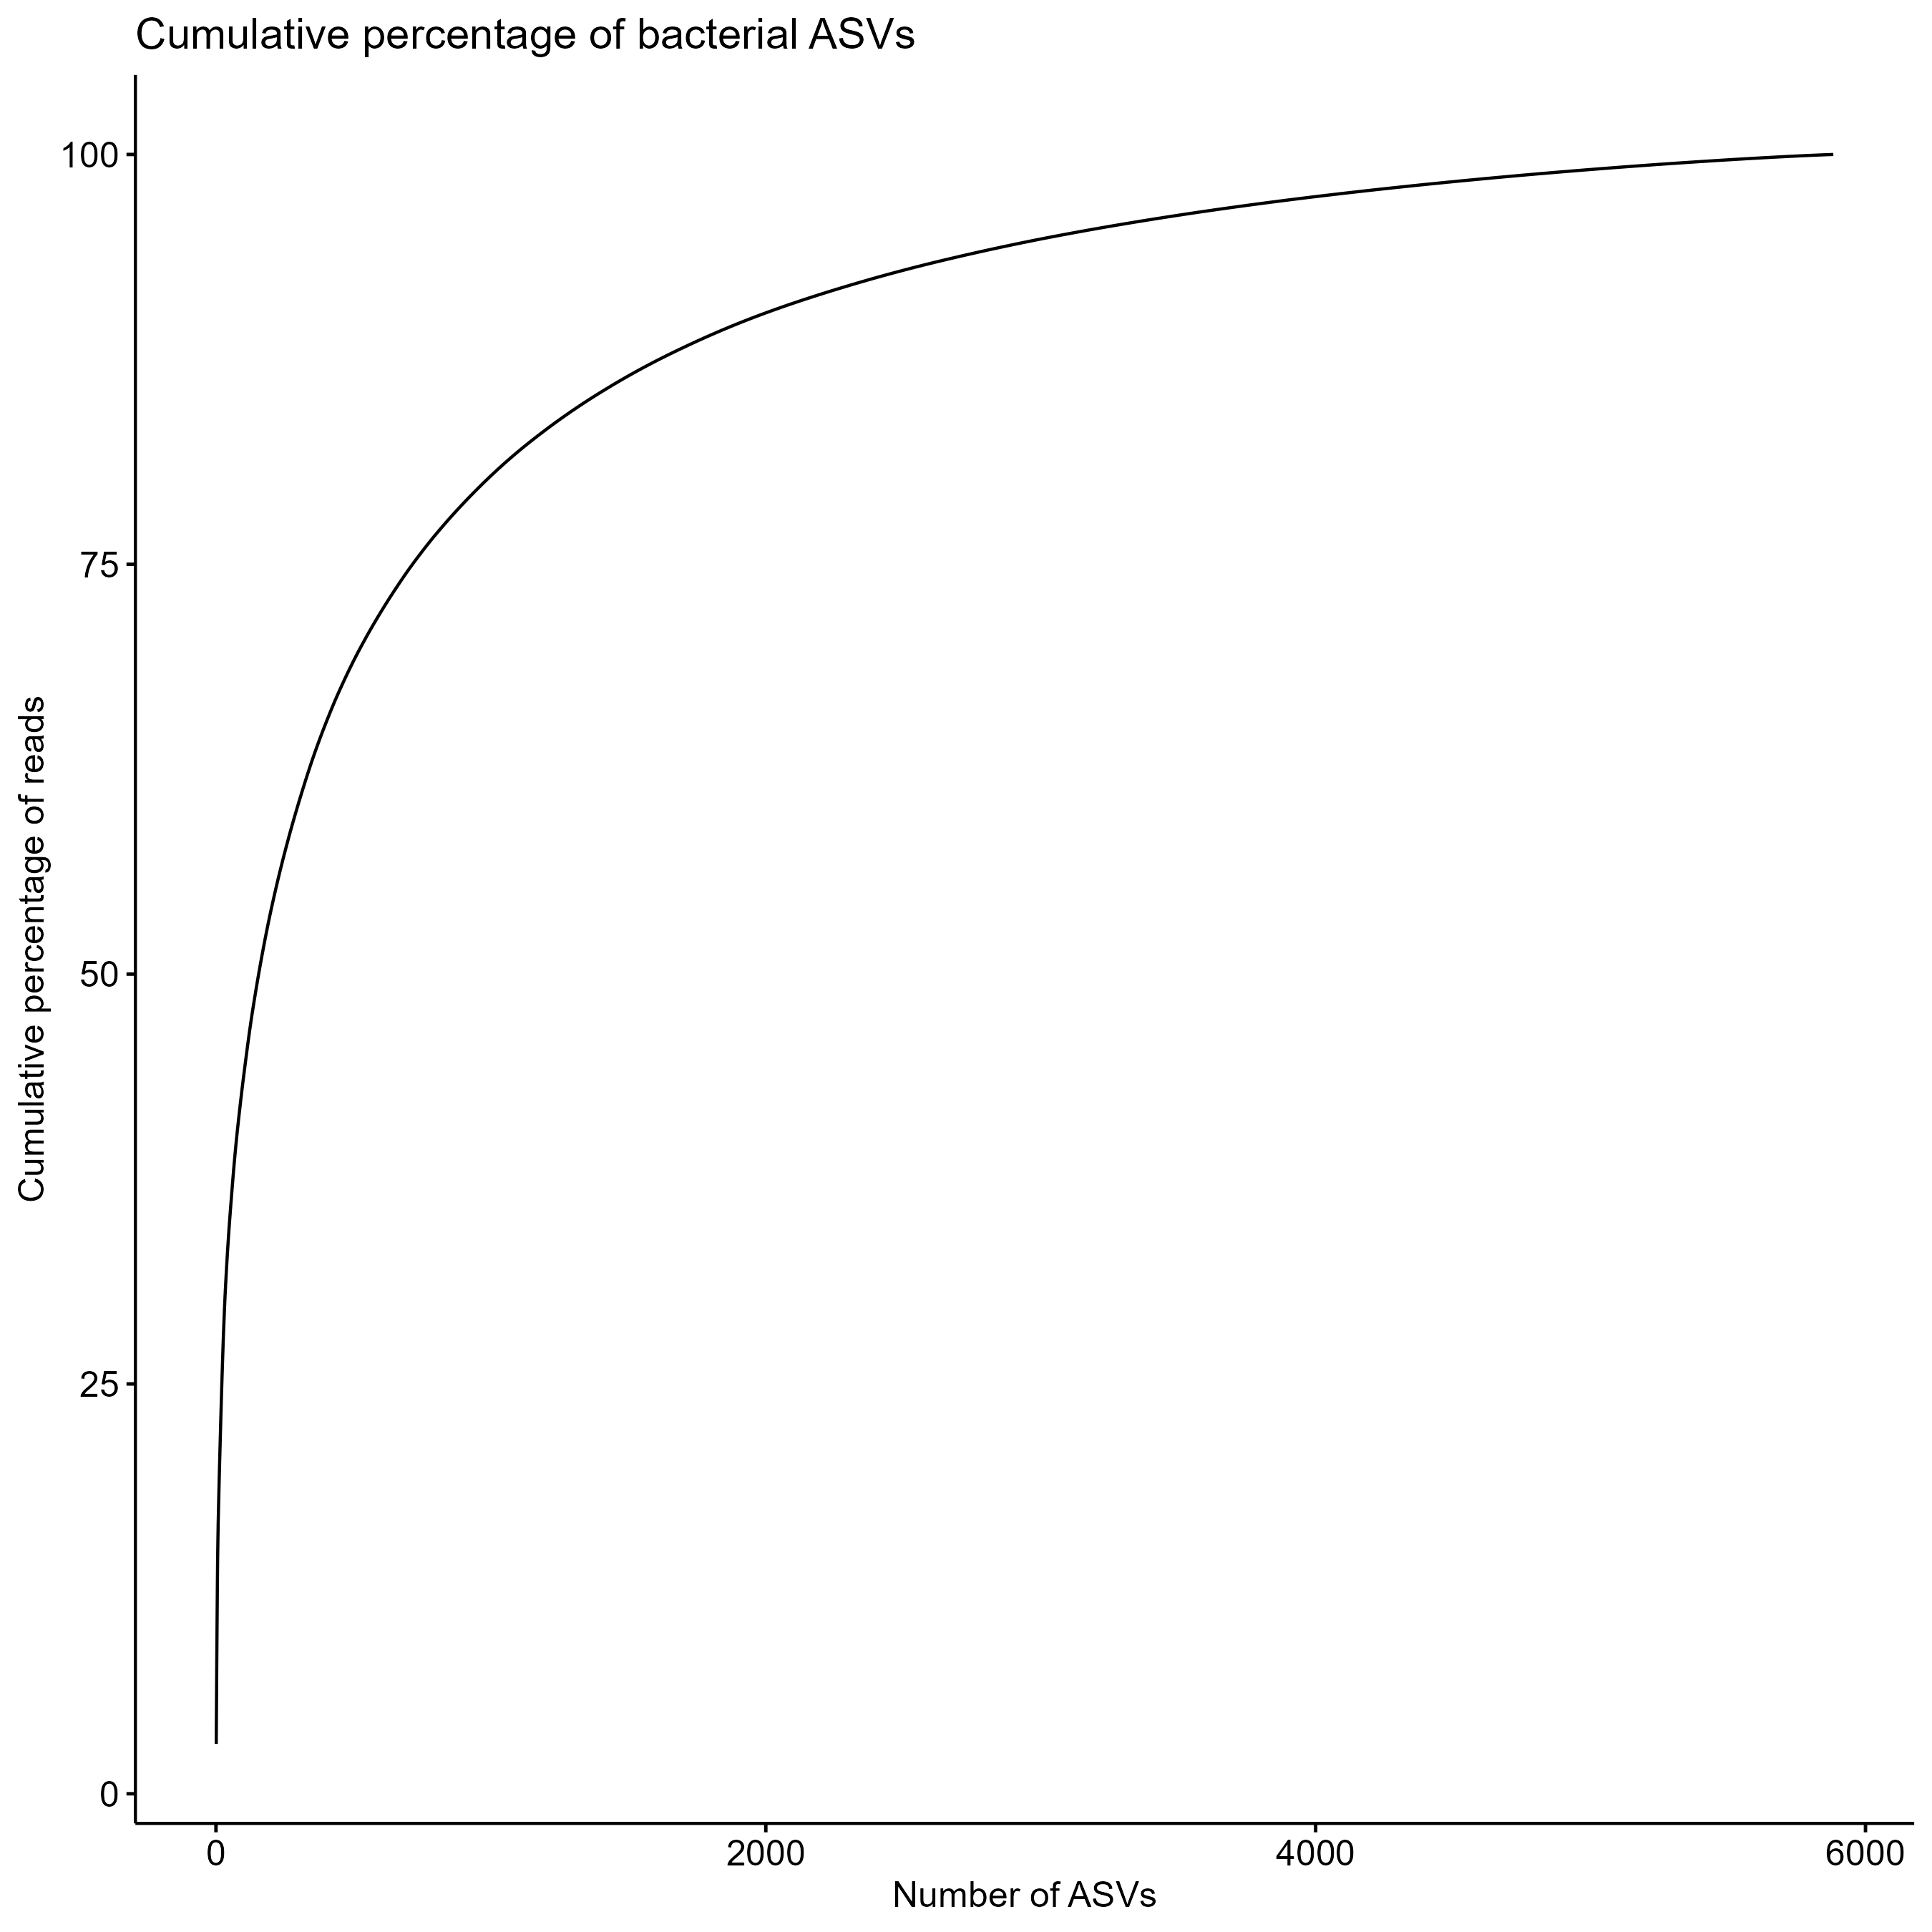 Cumulative percentage of bacterial ASVs
100
75
50
25
0
Cumulative percentage of reads
0 2000 4000 6000
Number of ASVs